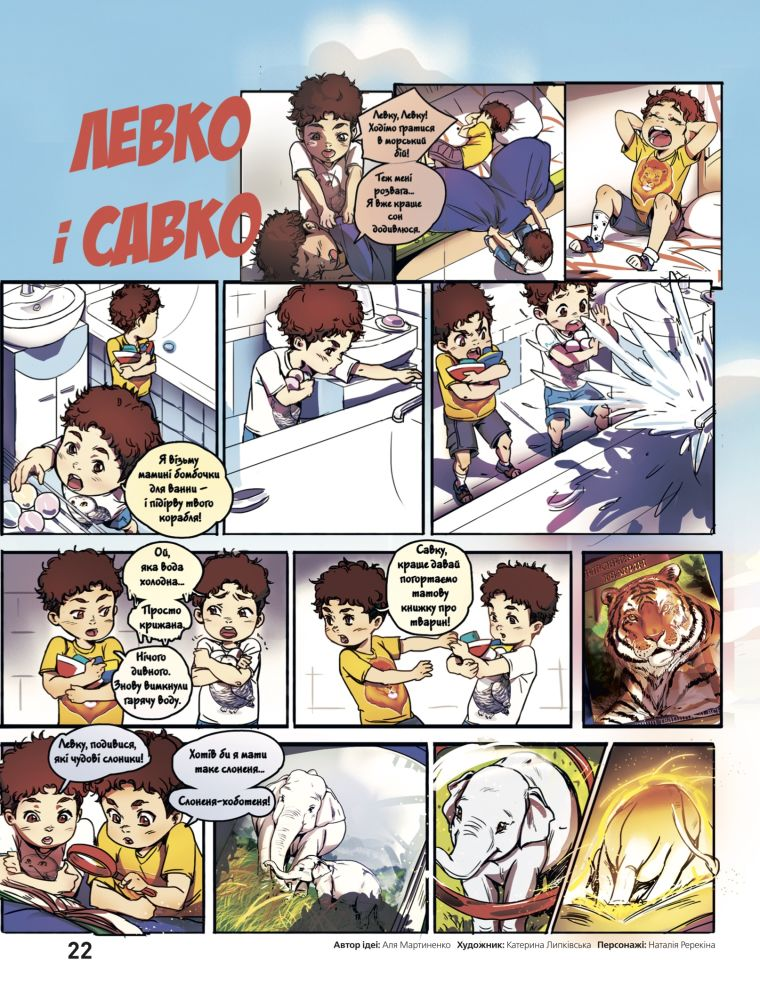 ЛЕВКО
і САВКО
Левку, Левку!
Ходімо гратися
в морський
бій!
Теж мені
розвага...
Я вже краще
сон
додивлюся.
Я візьму
мамині бомбочки
для ванни –
і підірву твого
корабля!
Ой,
яка вода
холодна...
Просто
крижана.
Нічого
дивного.
Знову вимкнули
гарячу воду.
Савку,
краще давай
погортаємо
татову
книжку про
тварин!
Левку, подивися,
які чудові слоники!
Хотів би я мати
таке слоненя...
Слоненя-хоботеня!
22
Автор ідеї: Аля Мартиненко Художник: Катерина Липківська Персонажі: Наталія Ререкіна